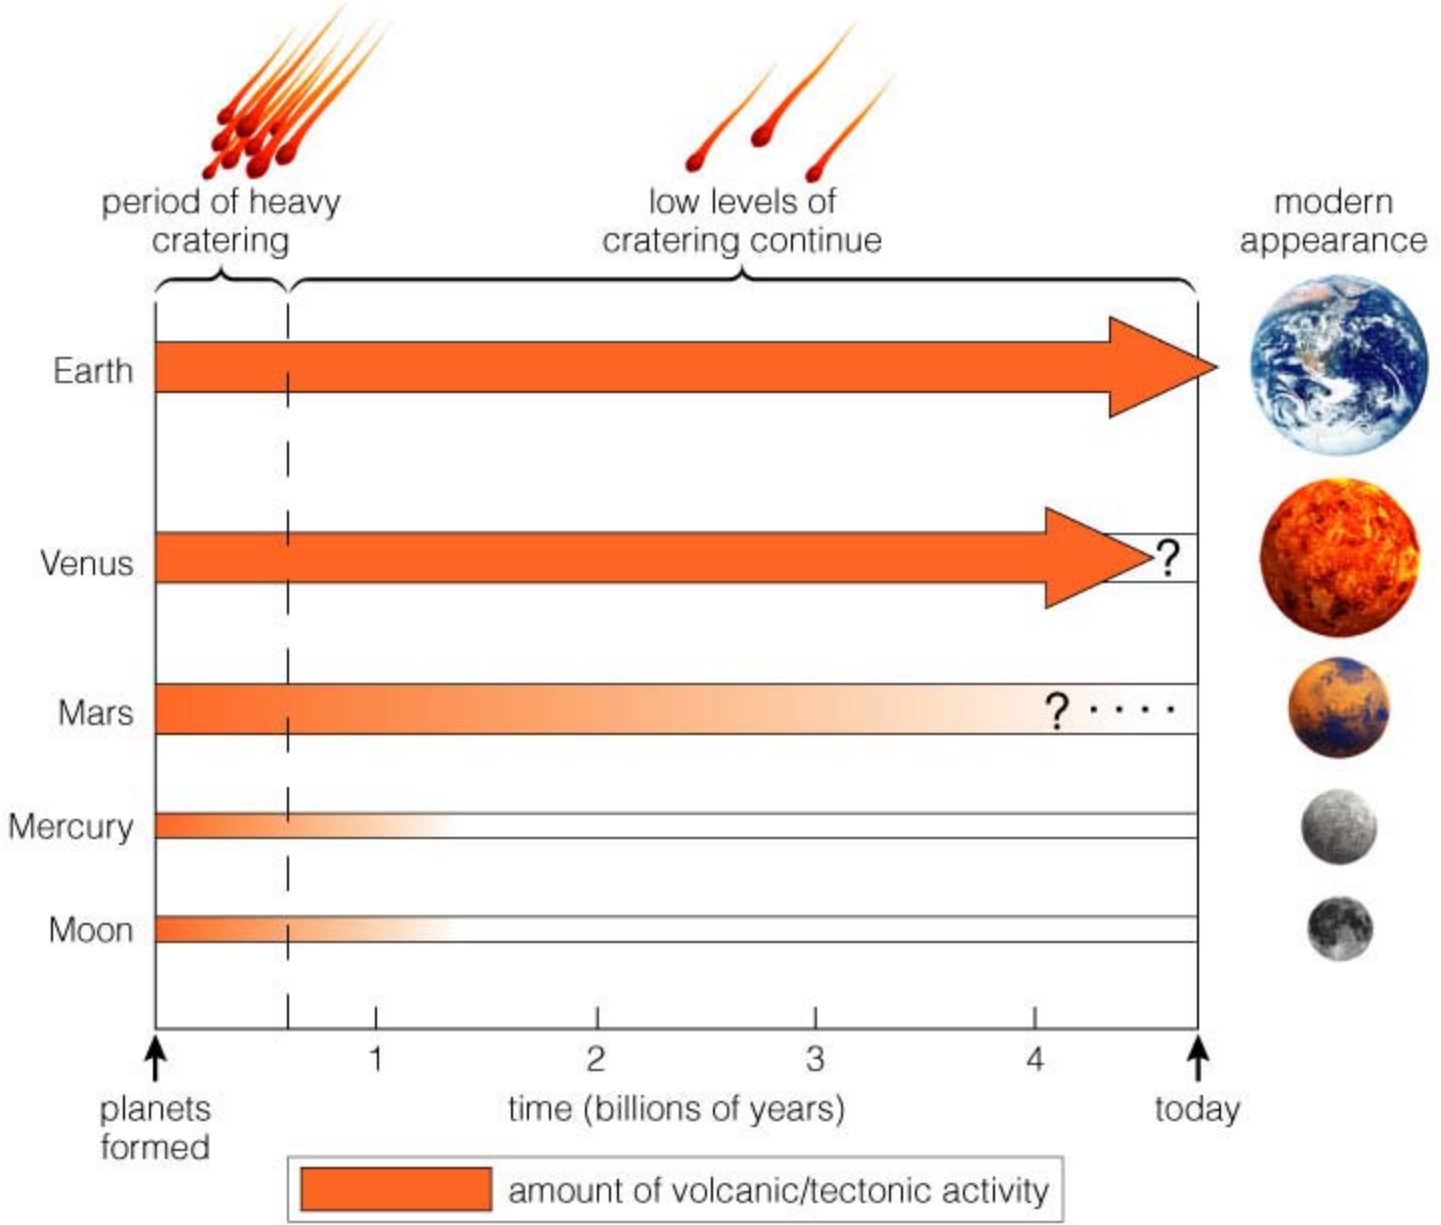 period of heavy
cratering
low levels of
cratering continue
modern
appearance
Earth
Venus
?
Mars
? ....
Mercury
Moon
1
2
3
4
planets
formed
time (billions of years)
today
amount of volcanic/tectonic activity